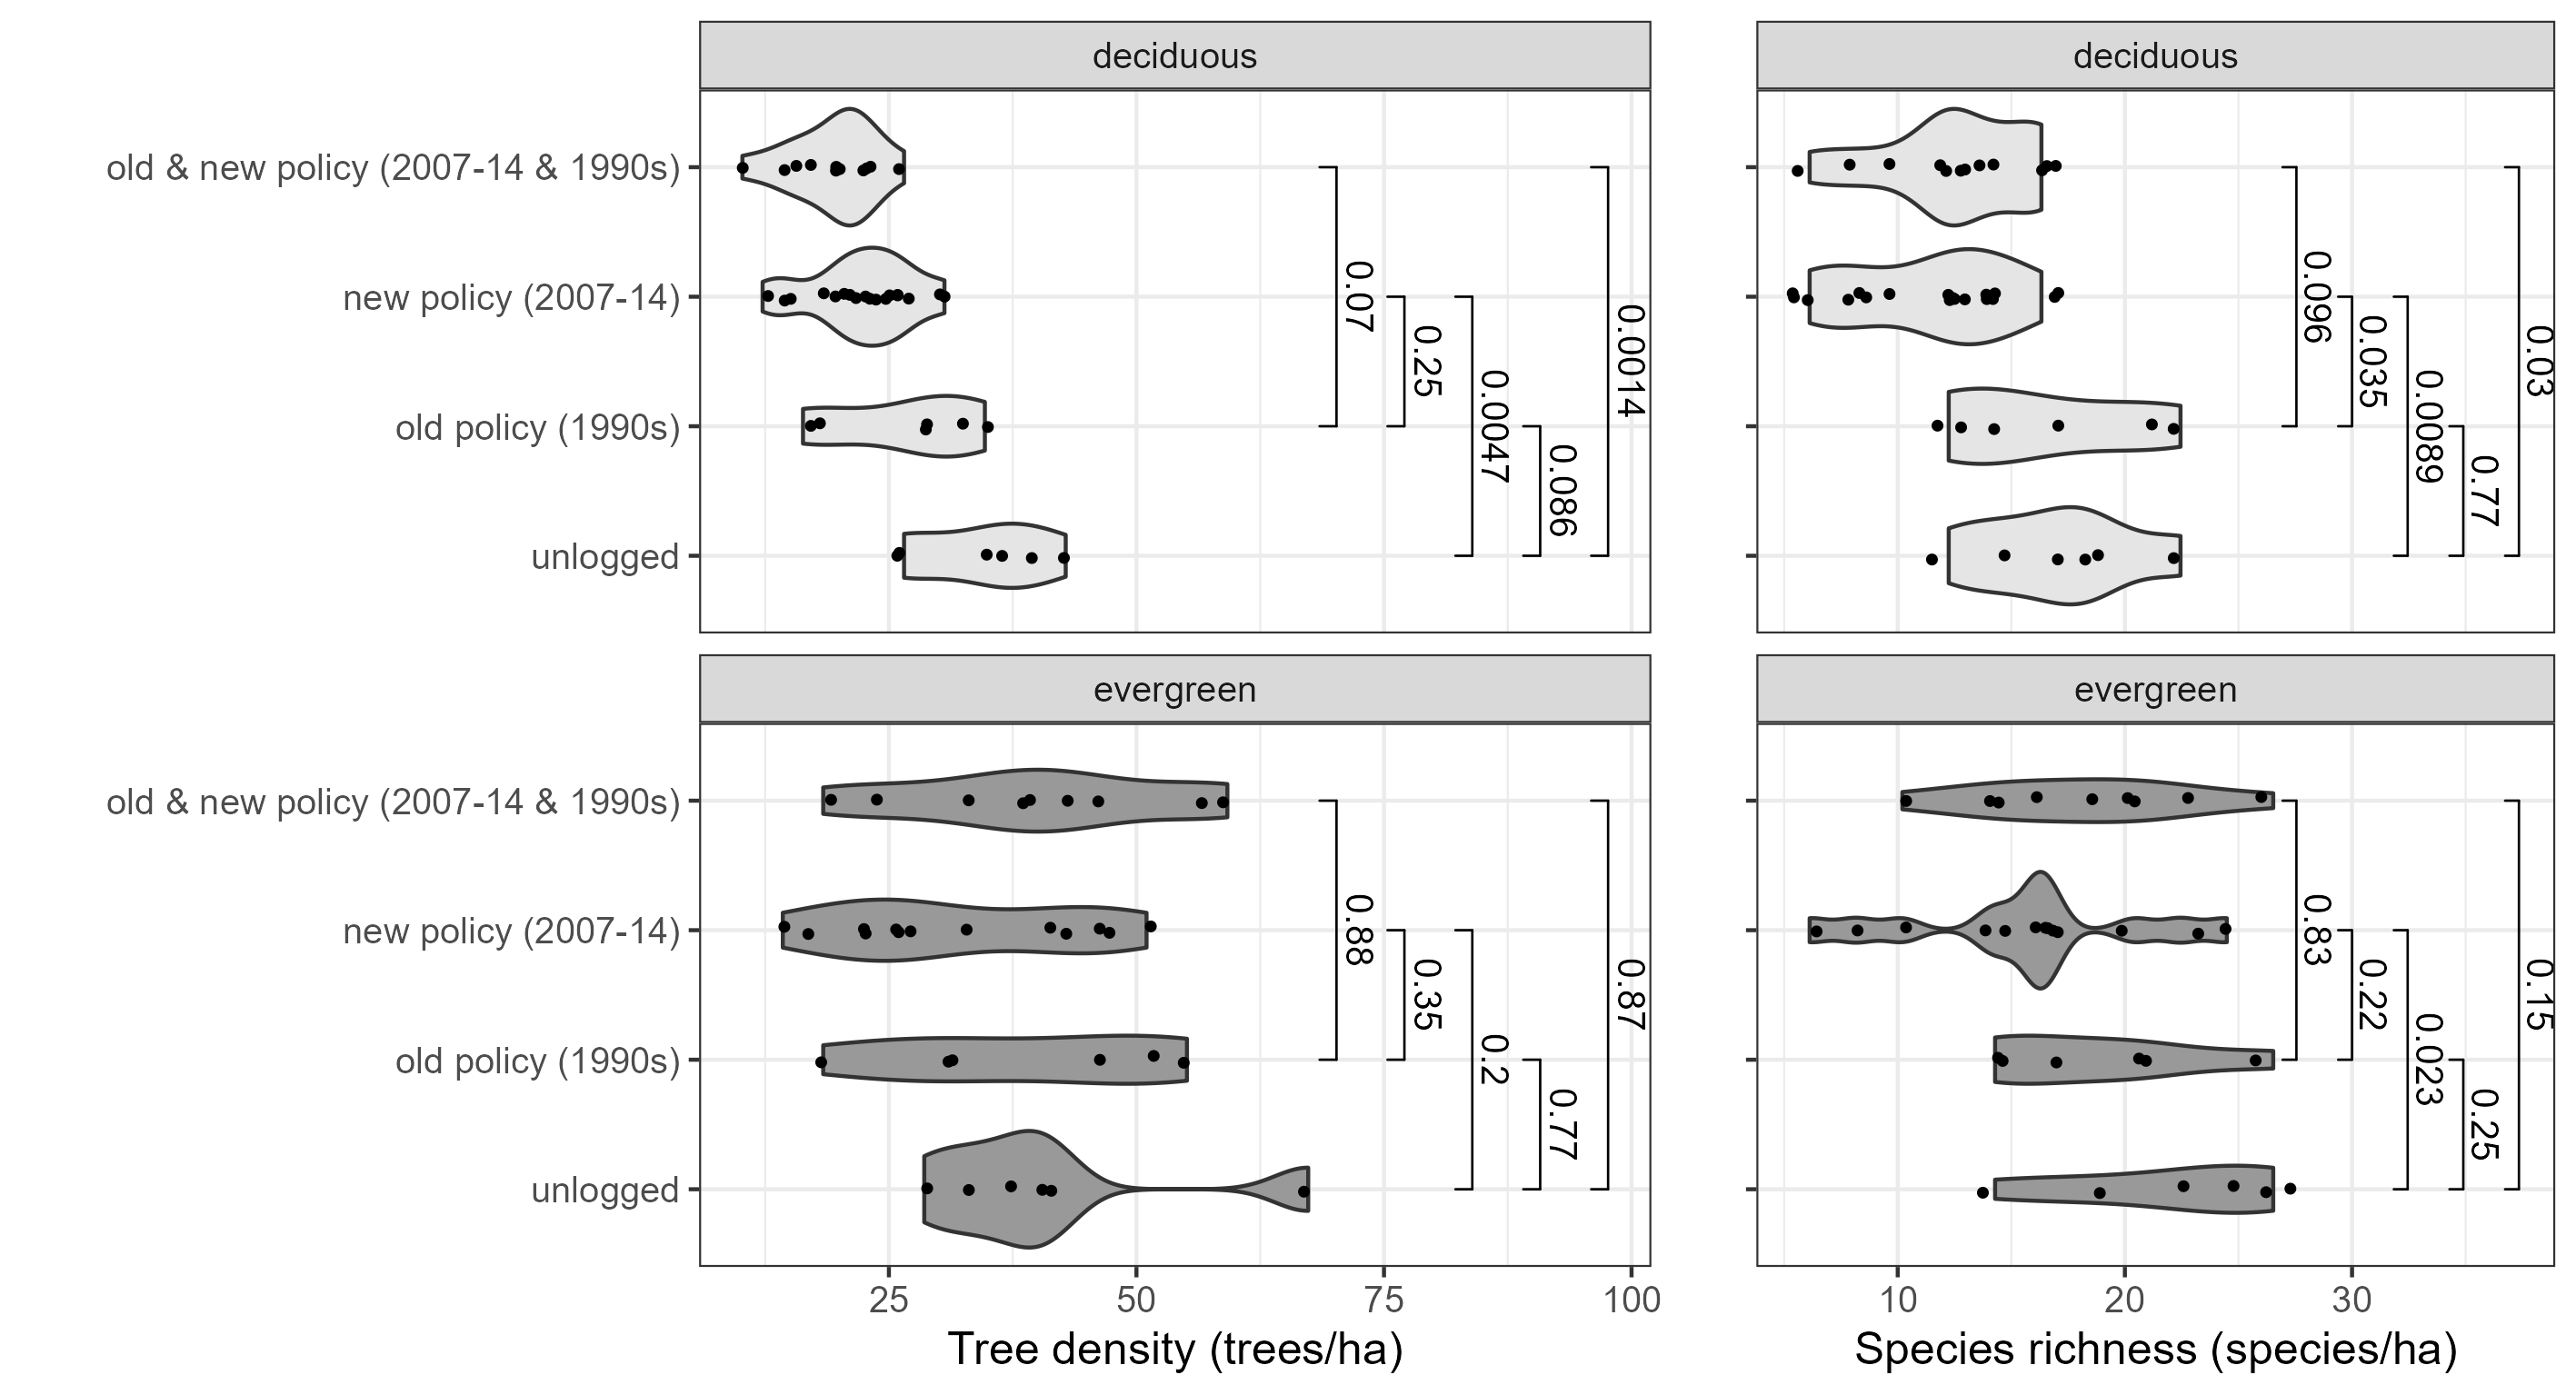 deciduous
deciduous
old & new policy (2007-14 & 1990s)
new policy (2007-14)
old policy (1990s)
unlogged
0.07
0.25
0.0047
0.086
0.0014
0.096
0.035
0.0089
0.77
0.03
evergreen
evergreen
old & new policy (2007-14 & 1990s)
new policy (2007-14)
old policy (1990s)
unlogged
0.88
0.35
0.2
0.77
0.87
0.83
0.22
0.023
0.25
0.15
25 50 75 100
10 20 30
Tree density (trees/ha)
Species richness (species/ha)